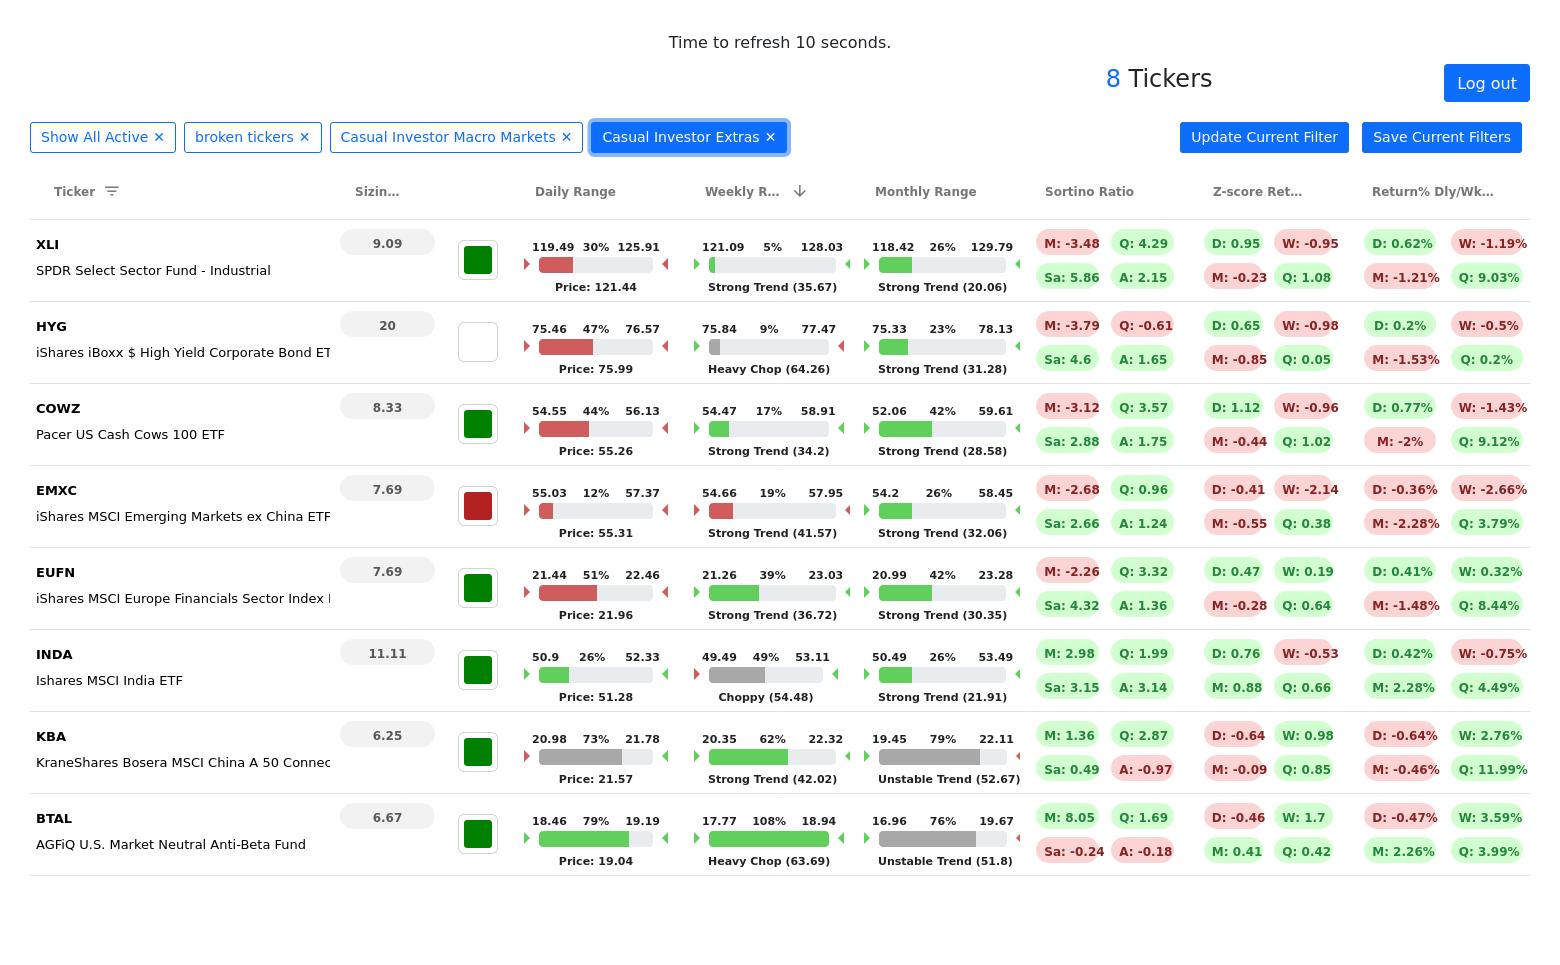 Time to refresh 10 seconds.
8 Tickers
Log out
Show All Active ✕ broken tickers ✕ Casual Investor Macro Markets ✕ Casual Investor Extras ✕ Update Current Filter Save Current Filters
Ticker Sizin... Daily Range Weekly R... Monthly Range Sortino Ratio Z-score Ret... Return% Dly/Wk...
XLI 9.09 119.49 30% 125.91 121.09 5% 128.03 118.42 26% 129.79 M: -3.48 Q: 4.29 D: 0.95 W: -0.95 D: 0.62% W: -1.19%
SPDR Select Sector Fund - Industrial Sa: 5.86 A: 2.15 M: -0.23 Q: 1.08 M: -1.21% Q: 9.03%
Price: 121.44 Strong Trend (35.67) Strong Trend (20.06)
HYG 20 75.46 47% 76.57 75.84 9% 77.47 75.33 23% 78.13 M: -3.79 Q: -0.61 D: 0.65 W: -0.98 D: 0.2% W: -0.5%
iShares iBoxx $ High Yield Corporate Bond ET Sa: 4.6 A: 1.65 M: -0.85 Q: 0.05 M: -1.53% Q: 0.2%
Price: 75.99 Heavy Chop (64.26) Strong Trend (31.28)
COWZ 8.33 54.55 44% 56.13 54.47 17% 58.91 52.06 42% 59.61 M: -3.12 Q: 3.57 D: 1.12 W: -0.96 D: 0.77% W: -1.43%
Pacer US Cash Cows 100 ETF Sa: 2.88 A: 1.75 M: -0.44 Q: 1.02 M: -2% Q: 9.12%
Price: 55.26 Strong Trend (34.2) Strong Trend (28.58)
EMXC 7.69 55.03 12% 57.37 54.66 19% 57.95 54.2 26% 58.45 M: -2.68 Q: 0.96 D: -0.41 W: -2.14 D: -0.36% W: -2.66%
iShares MSCI Emerging Markets ex China ETF Sa: 2.66 A: 1.24 M: -0.55 Q: 0.38 M: -2.28% Q: 3.79%
Price: 55.31 Strong Trend (41.57) Strong Trend (32.06)
EUFN 7.69 21.44 51% 22.46 21.26 39% 23.03 20.99 42% 23.28 M: -2.26 Q: 3.32 D: 0.47 W: 0.19 D: 0.41% W: 0.32%
iShares MSCI Europe Financials Sector Index Sa: 4.32 A: 1.36 M: -0.28 Q: 0.64 M: -1.48% Q: 8.44%
Price: 21.96 Strong Trend (36.72) Strong Trend (30.35)
INDA 11.11 50.9 26% 52.33 49.49 49% 53.11 50.49 26% 53.49 M: 2.98 Q: 1.99 D: 0.76 W: -0.53 D: 0.42% W: -0.75%
Ishares MSCI India ETF Sa: 3.15 A: 3.14 M: 0.88 Q: 0.66 M: 2.28% Q: 4.49%
Price: 51.28 Choppy (54.48) Strong Trend (21.91)
KBA 6.25 20.98 73% 21.78 20.35 62% 22.32 19.45 79% 22.11 M: 1.36 Q: 2.87 D: -0.64 W: 0.98 D: -0.64% W: 2.76%
KraneShares Bosera MSCI China A 50 Connec Sa: 0.49 A: -0.97 M: -0.09 Q: 0.85 M: -0.46% Q: 11.99%
Price: 21.57 Strong Trend (42.02) Unstable Trend (52.67)
BTAL 6.67 18.46 79% 19.19 17.77 108% 18.94 16.96 76% 19.67 M: 8.05 Q: 1.69 D: -0.46 W: 1.7 D: -0.47% W: 3.59%
AGFiQ U.S. Market Neutral Anti-Beta Fund Sa: -0.24 A: -0.18 M: 0.41 Q: 0.42 M: 2.26% Q: 3.99%
Price: 19.04 Heavy Chop (63.69) Unstable Trend (51.8)